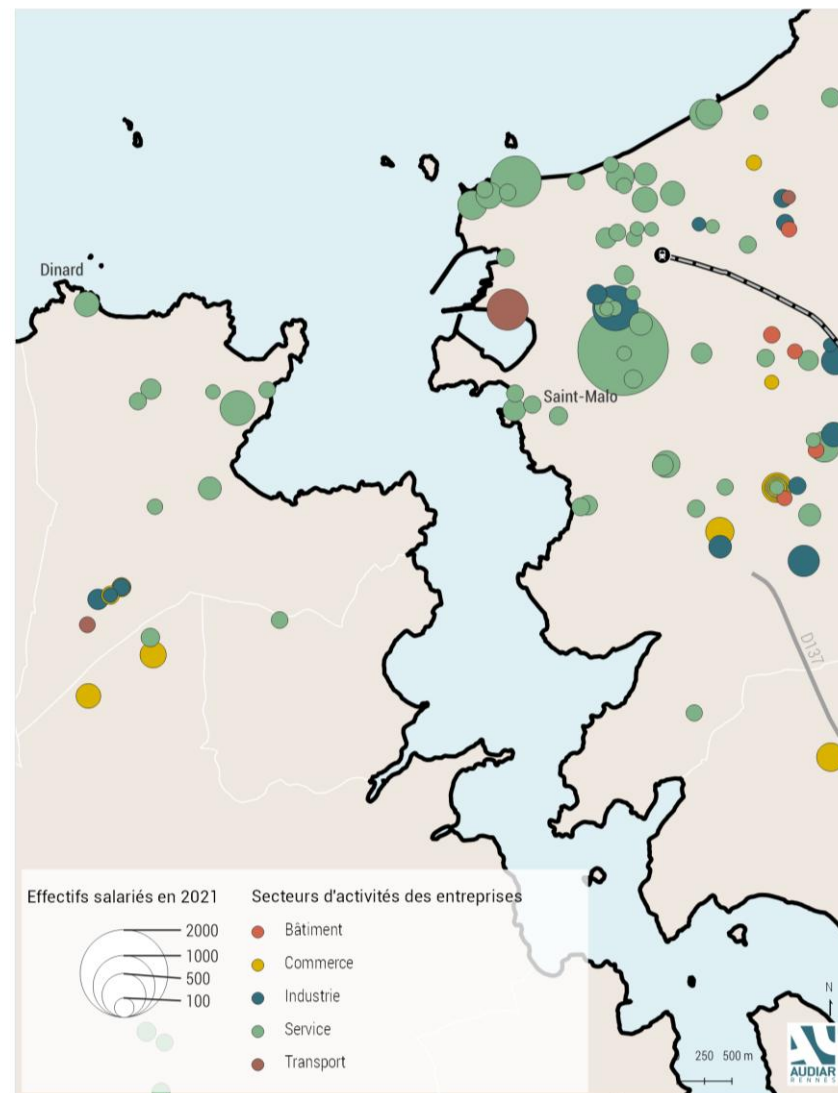 Dinard
Saint-Malo
D137
Effectifs salariés en 2021
2000
1000
500
100
Secteurs d'activités des entreprises
Bâtiment
Commerce
Industrie
Service
Transport
N
250 500 m
AUDIAR
RENNES